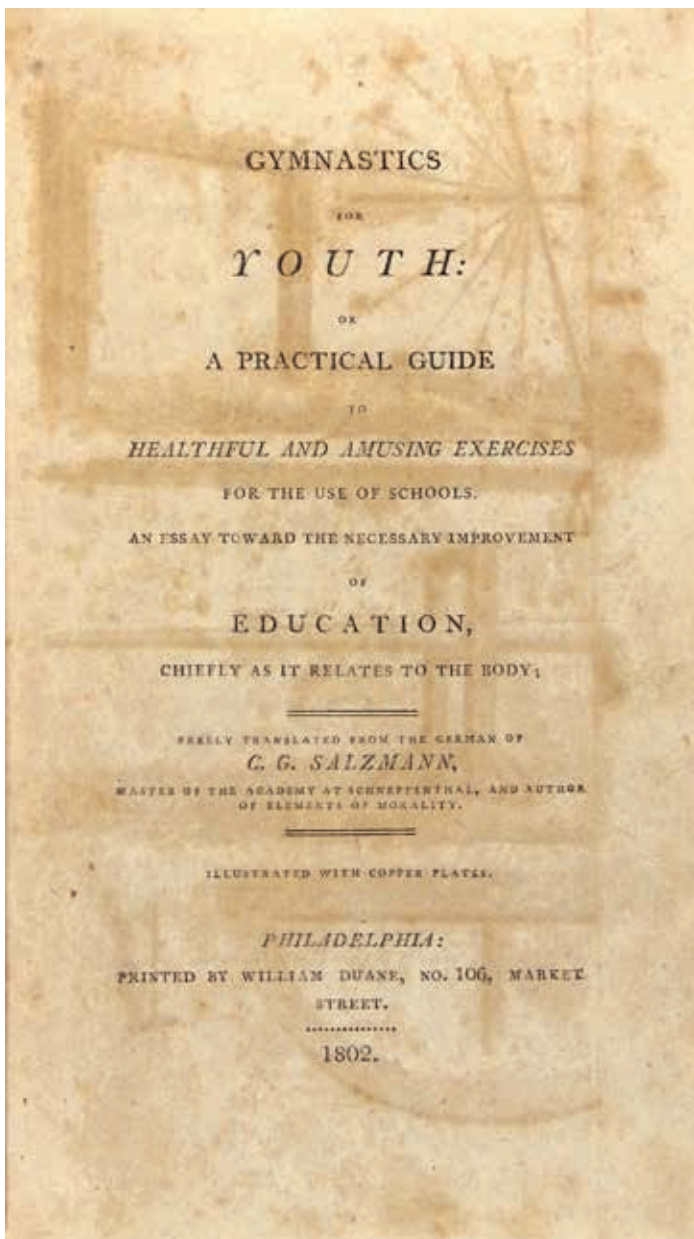 GYMNASTICS
FOR
YOUTH:
OR
A PRACTICAL GUIDE
TO
HEALTHFUL AND AMUSING EXERCISES
FOR THE USE OF SCHOOLS.
AN ESSAY TOWARD THE NECESSARY IMPROVEMENT
OF
EDUCATION,
CHIEFLY AS IT RELATES TO THE BODY;
FREELY TRANSLATED FROM THE GERMAN OF
C. G. SALZMANN,
MASTER OF THE ACADEMY AT SCHNEPFENTHAL, AND AUTHOR
OF ELEMENTS OF MORALITY.
ILLUSTRATED WITH COPPER PLATES.
PHILADELPHIA:
PRINTED BY WILLIAM DUANE, NO. 106, MARKET
STREET.
1802.